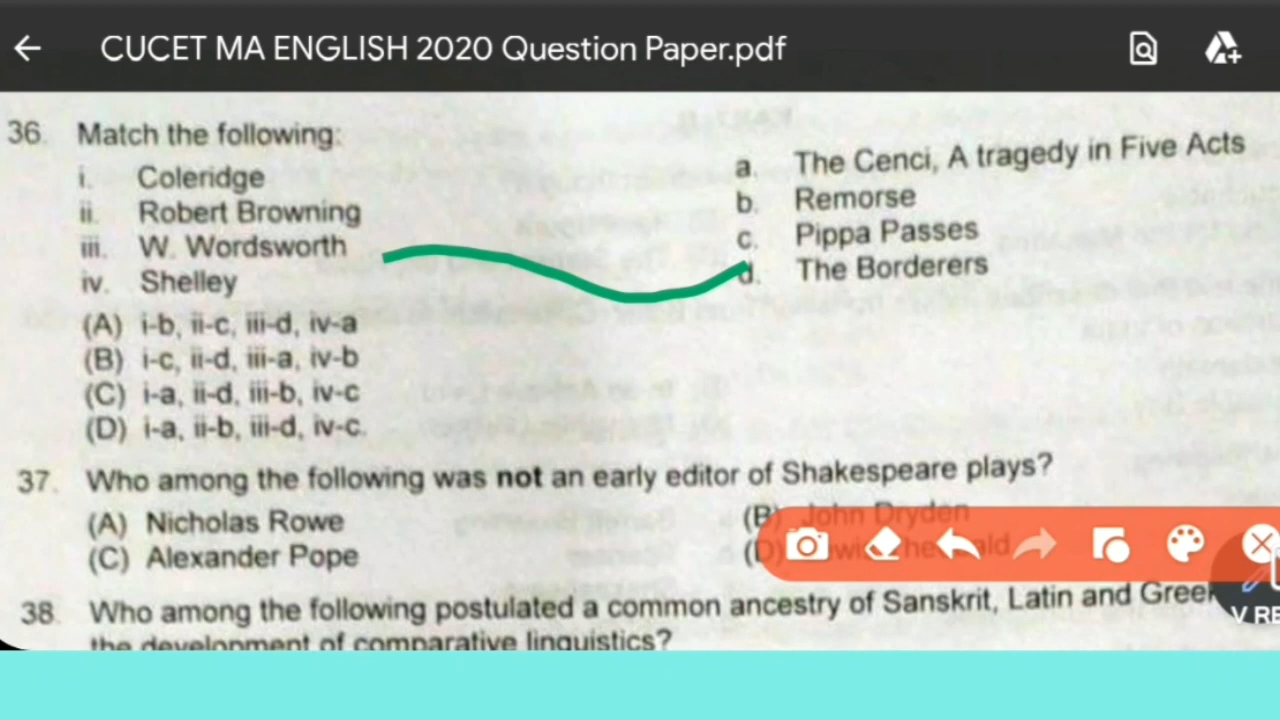 CUCET MA ENGLISH 2020 Question Paper.pdf
36. Match the following:
i. Coleridge a. The Cenci, A tragedy in Five Acts
ii. Robert Browning b. Remorse
iii. W. Wordsworth c. Pippa Passes
iv. Shelley d. The Borderers
(A) i-b, ii-c, iii-d, iv-a
(B) i-c, ii-d, iii-a, iv-b
(C) i-a, ii-d, iii-b, iv-c
(D) i-a, ii-b, iii-d, iv-c.
37. Who among the following was not an early editor of Shakespeare plays?
(A) Nicholas Rowe (B) John Dryden
(C) Alexander Pope (D)
38. Who among the following postulated a common ancestry of Sanskrit, Latin and Greek
the development of comparative linguistics?
V RE